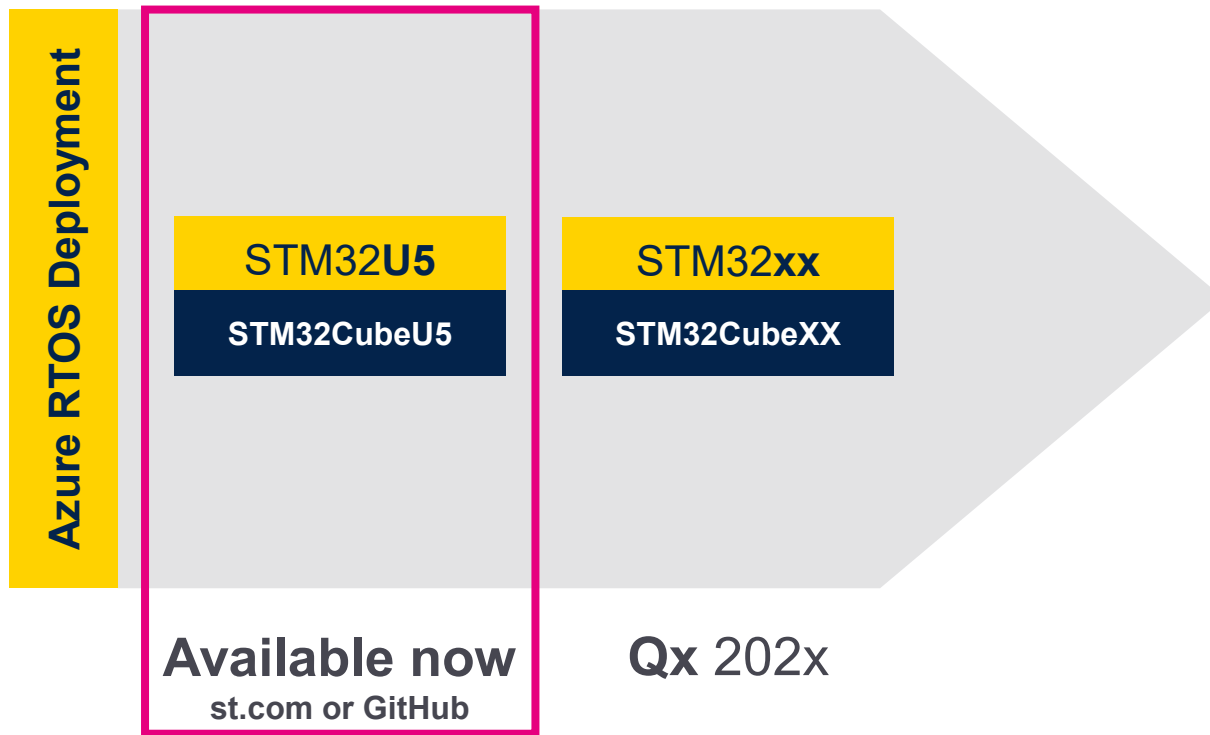 Azure RTOS Deployment
STM32U5
STM32CubeU5
STM32xx
STM32CubeXX
Available now
st.com or GitHub
Qx 202x